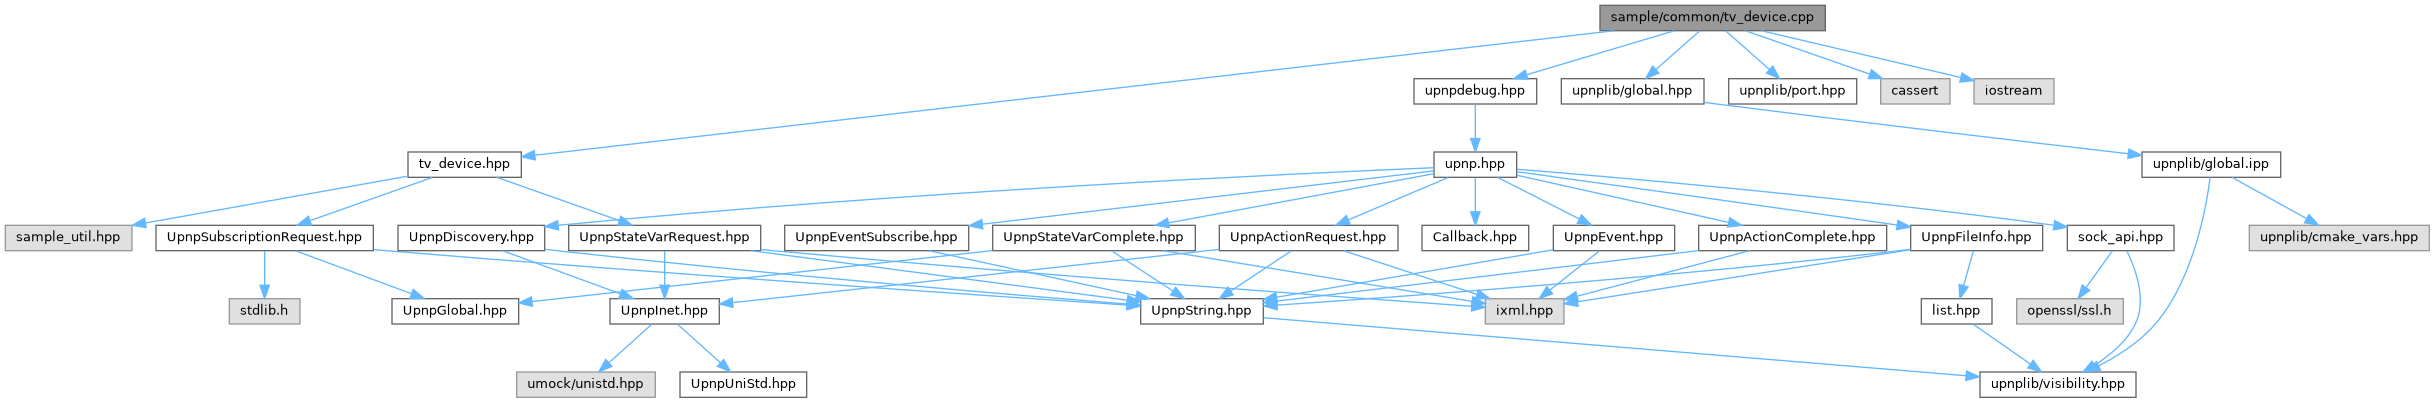 sample/common/tv_device.cpp
upnpdebug.hpp
upnplib/global.hpp
upnplib/port.hpp
cassert
iostream
tv_device.hpp
upnp.hpp
upnplib/global.ipp
sample_util.hpp
UpnpSubscriptionRequest.hpp
UpnpDiscovery.hpp
UpnpStateVarRequest.hpp
UpnpEventSubscribe.hpp
UpnpStateVarComplete.hpp
UpnpActionRequest.hpp
Callback.hpp
UpnpEvent.hpp
UpnpActionComplete.hpp
UpnpFileInfo.hpp
sock_api.hpp
upnplib/cmake_vars.hpp
stdlib.h
UpnpGlobal.hpp
UpnpInet.hpp
UpnpString.hpp
ixml.hpp
list.hpp
openssl/ssl.h
umock/unistd.hpp
UpnpUniStd.hpp
upnplib/visibility.hpp